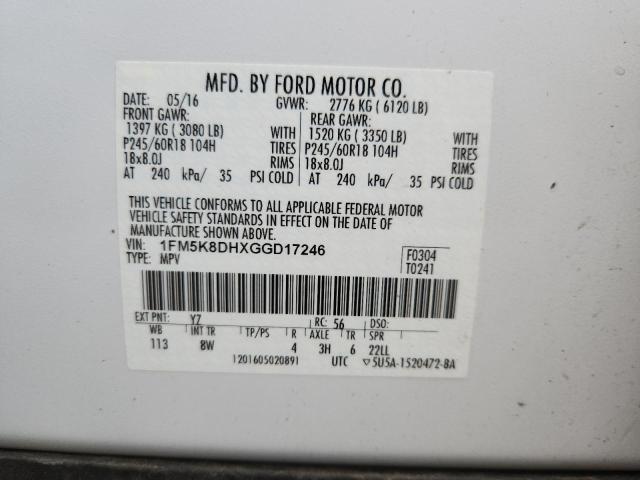 MFD. BY FORD MOTOR CO.
DATE: 05/16 GVWR: 2776 KG ( 6120 LB)
FRONT GAWR: REAR GAWR:
1397 KG ( 3080 LB) WITH 1520 KG ( 3350 LB) WITH
P245/60R18 104H TIRES P245/60R18 104H TIRES
18x8.0J RIMS 18x8.0J RIMS
AT 240 kPa/ 35 PSI COLD AT 240 kPa/ 35 PSI COLD
THIS VEHICLE CONFORMS TO ALL APPLICABLE FEDERAL MOTOR
VEHICLE SAFETY STANDARDS IN EFFECT ON THE DATE OF
MANUFACTURE SHOWN ABOVE.
VIN: 1FM5K8DHXGGD17246 F0304
TYPE: MPV T0241
EXT PNT: YZ RC: 56 DSO:
WB INT TR TP/PS R AXLE TR SPR
113 8W 4 3H 6 22LL
1201605020891 UTC ▽5U5A-1520472-8A